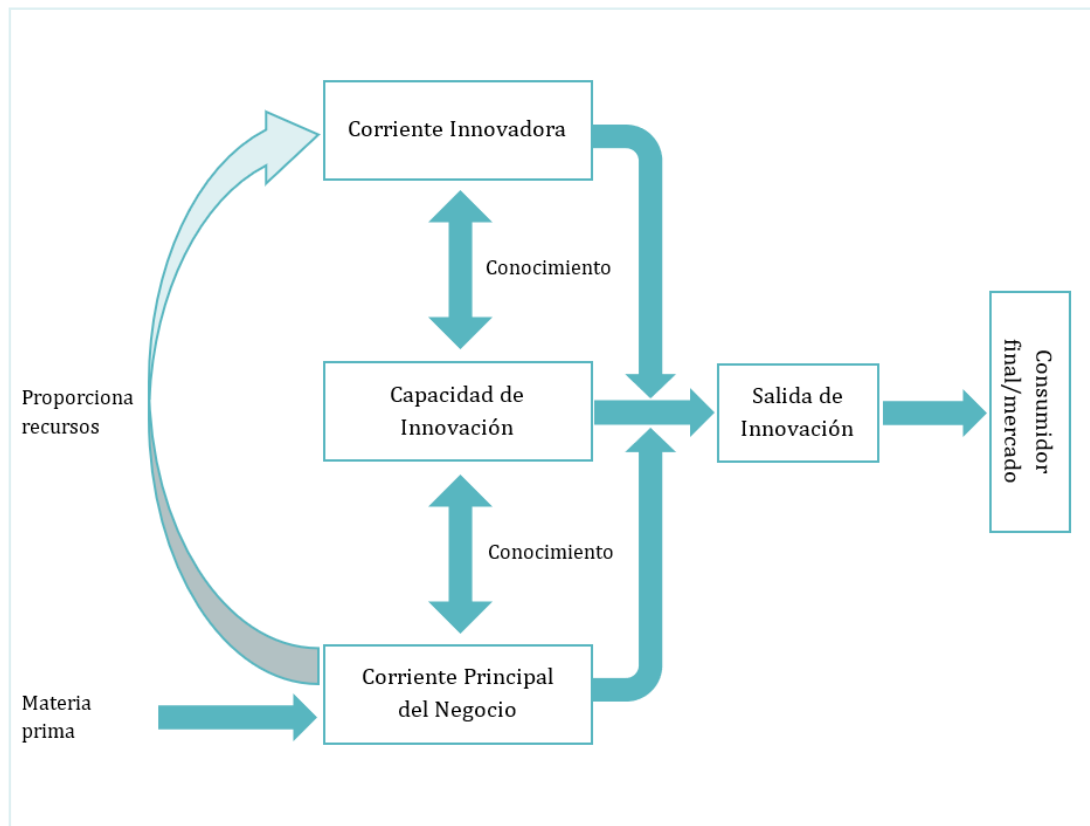 Corriente Innovadora
Conocimiento
Proporciona
recursos
Capacidad de
Innovación
Salida de
Innovación
Consumidor
final/mercado
Conocimiento
Materia
prima
Corriente Principal
del Negocio